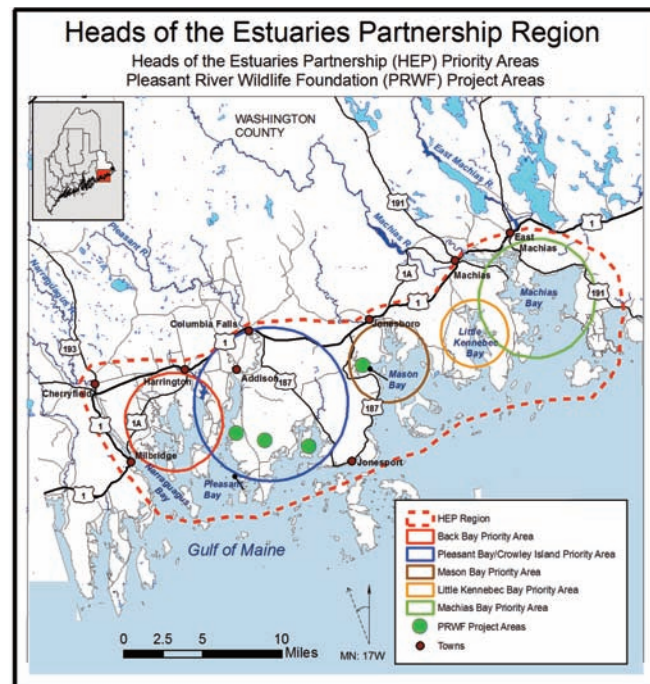 Heads of the Estuaries Partnership Region
Heads of the Estuaries Partnership (HEP) Priority Areas
Pleasant River Wildlife Foundation (PRWF) Project Areas
WASHINGTON
COUNTY
East Machias R.
191
1
Machias R.
Pleasant R.
East
Machias
1A
Machias
Narraguagus R.
Machias
Bay
191
1
Columbia Falls
Jonesboro
193
1
Little
Kennebec
Bay
Mason
Bay
Harrington
Addison
187
Cherryfield
187
1
1A
Milbridge
Jonesport
Pleasant
Bay
Narraguagus
Bay
1
Gulf of Maine
HEP Region
Back Bay Priority Area
Pleasant Bay/Crowley Island Priority Area
Mason Bay Priority Area
Little Kennebec Bay Priority Area
Machias Bay Priority Area
PRWF Project Areas
Towns
0 2.5 5 10
Miles
MN: 17W